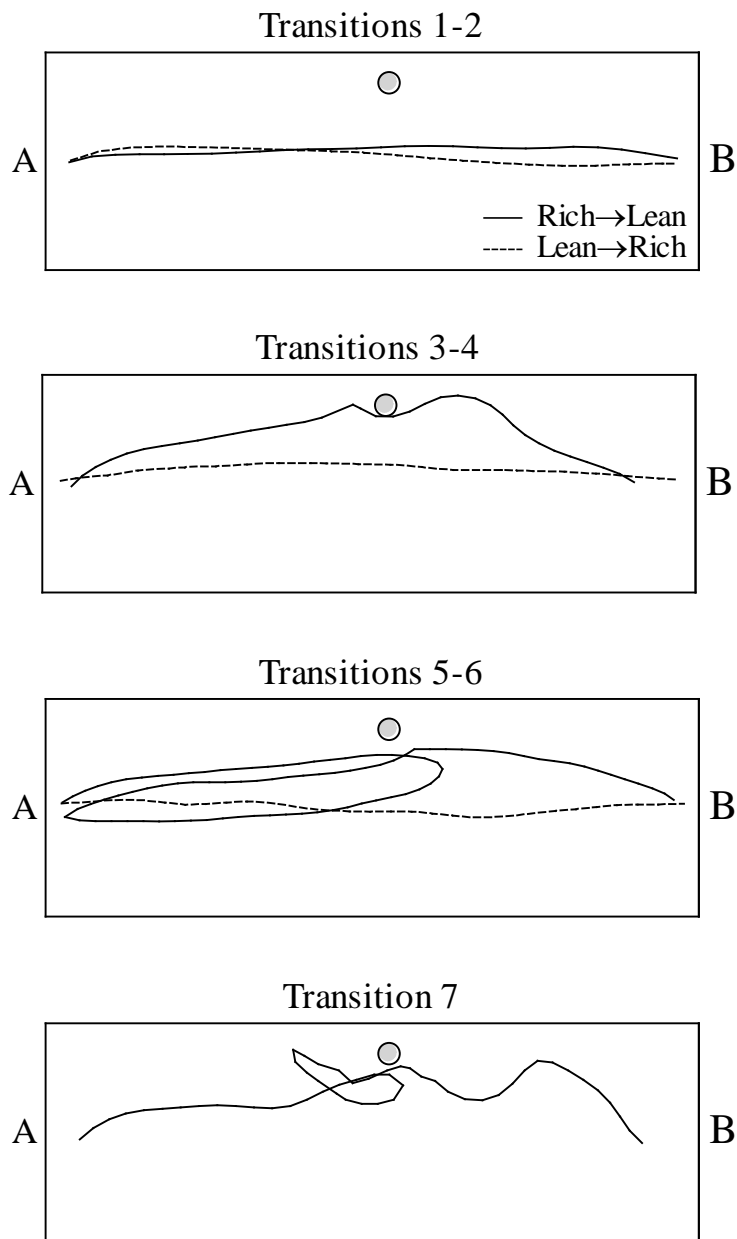 Transitions 1-2
A
B
Rich→Lean
Lean→Rich
Transitions 3-4
A
B
Transitions 5-6
A
B
Transition 7
A
B